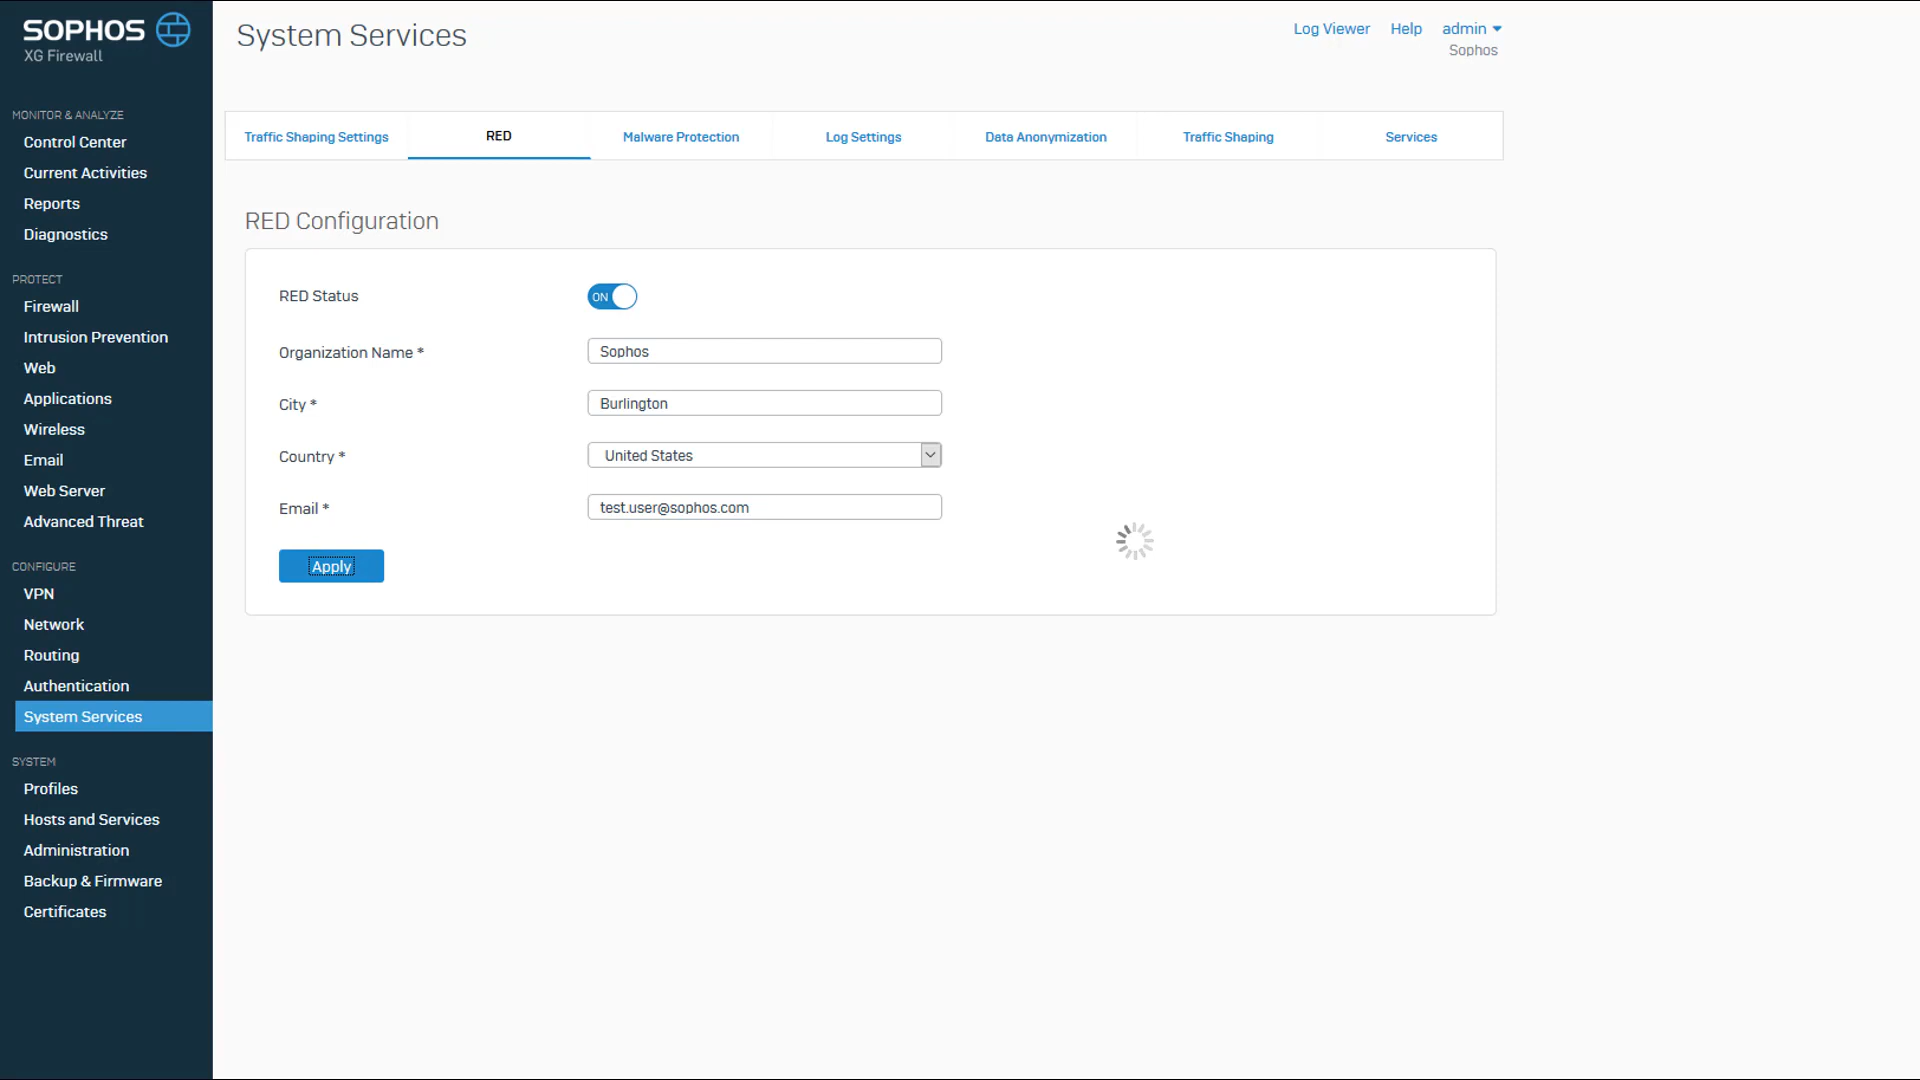 SOPHOS
XG Firewall
System Services
Log Viewer
Help
admin
Sophos
MONITOR & ANALYZE
Control Center
Current Activities
Reports
Diagnostics
PROTECT
Firewall
Intrusion Prevention
Web
Applications
Wireless
Email
Web Server
Advanced Threat
CONFIGURE
VPN
Network
Routing
Authentication
System Services
SYSTEM
Profiles
Hosts and Services
Administration
Backup & Firmware
Certificates
Traffic Shaping Settings
RED
Malware Protection
Log Settings
Data Anonymization
Traffic Shaping
Services
RED Configuration
RED Status
ON
Organization Name *
Sophos
City *
Burlington
Country *
United States
Email *
test.user@sophos.com
Apply